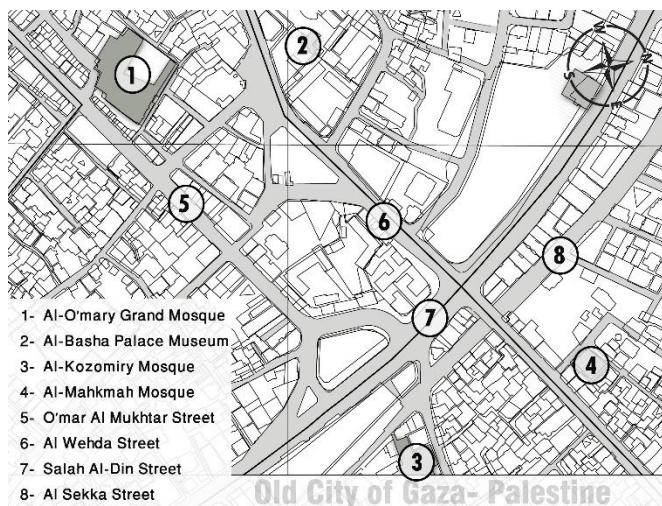 1
2
W
N
S
E
5
6
8
7
4
3
1- Al-O'mary Grand Mosque
2- Al-Basha Palace Museum
3- Al-Kozomiry Mosque
4- Al-Mahkmah Mosque
5- O'mar Al Mukhtar Street
6- Al Wehda Street
7- Salah Al-Din Street
8- Al Sekka Street
Old City of Gaza- Palestine